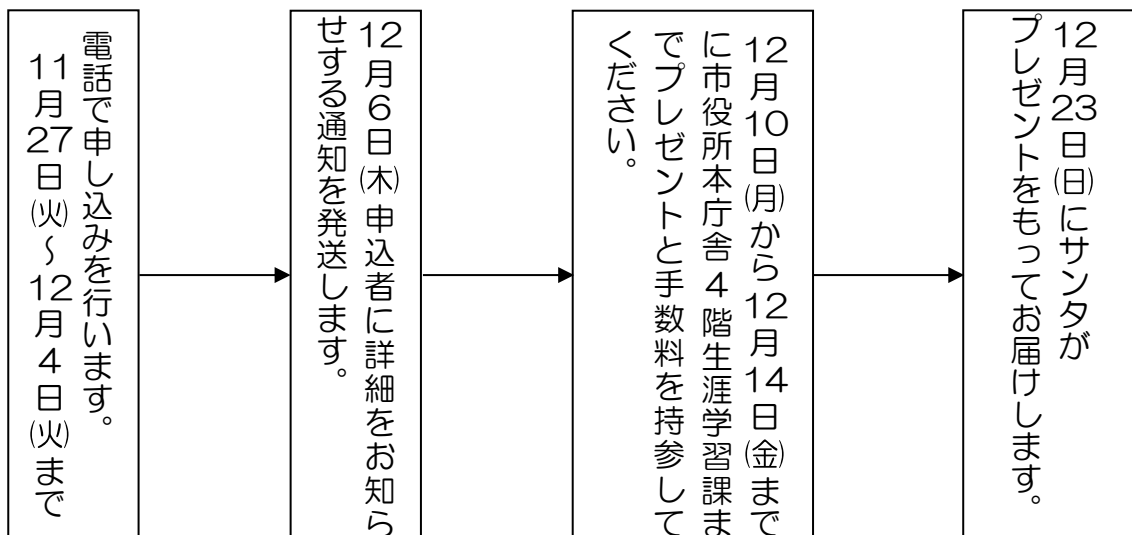 電話で申し込みを行います。
11月27日㈫～12月4日㈫まで
12月6日㈭申込者に詳細をお知ら
せする通知を発送します。
12月10日㈪から12月14日㈮まで
に市役所本庁舎4階生涯学習課ま
でプレゼントと手数料を持参して
ください。
12月23日㈰にサンタが
プレゼントをもってお届けします。